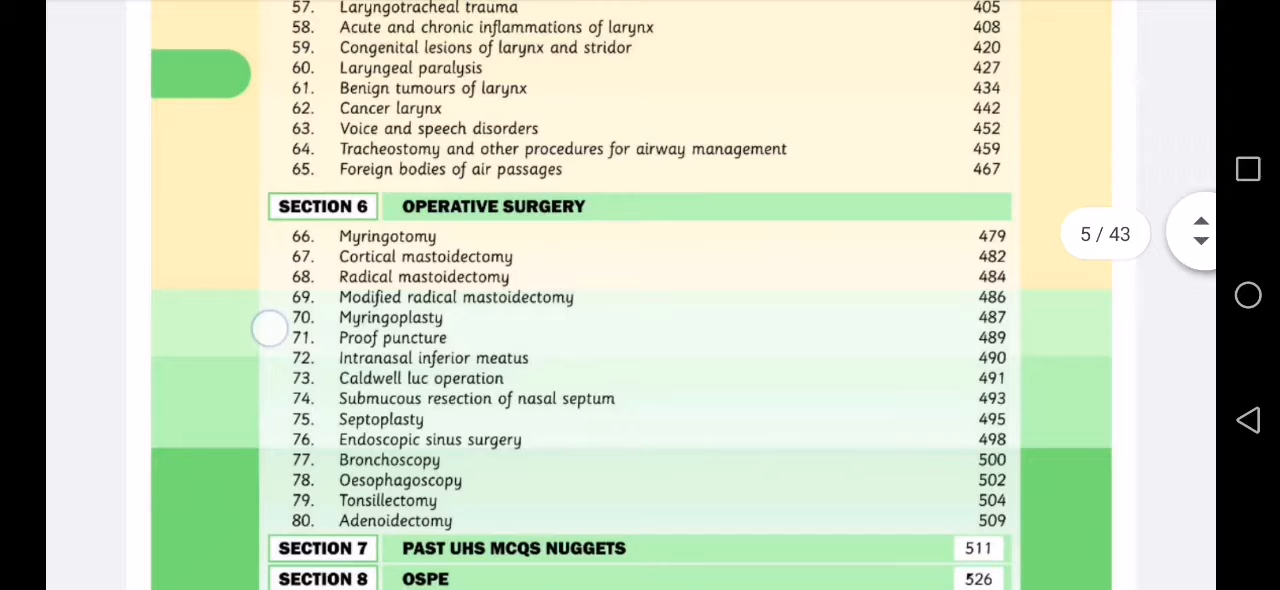 57. Laryngotracheal trauma 405
58. Acute and chronic inflammations of larynx 408
59. Congenital lesions of larynx and stridor 420
60. Laryngeal paralysis 427
61. Benign tumours of larynx 434
62. Cancer larynx 442
63. Voice and speech disorders 452
64. Tracheostomy and other procedures for airway management 459
65. Foreign bodies of air passages 467
SECTION 6 OPERATIVE SURGERY
66. Myringotomy 479
67. Cortical mastoidectomy 482
68. Radical mastoidectomy 484
69. Modified radical mastoidectomy 486
70. Myringoplasty 487
71. Proof puncture 489
72. Intranasal inferior meatus 490
73. Caldwell luc operation 491
74. Submucous resection of nasal septum 493
75. Septoplasty 495
76. Endoscopic sinus surgery 498
77. Bronchoscopy 500
78. Oesophagoscopy 502
79. Tonsillectomy 504
80. Adenoidectomy 509
SECTION 7 PAST UHS MCQS NUGGETS 511
SECTION 8 OSPE 526
5 / 43